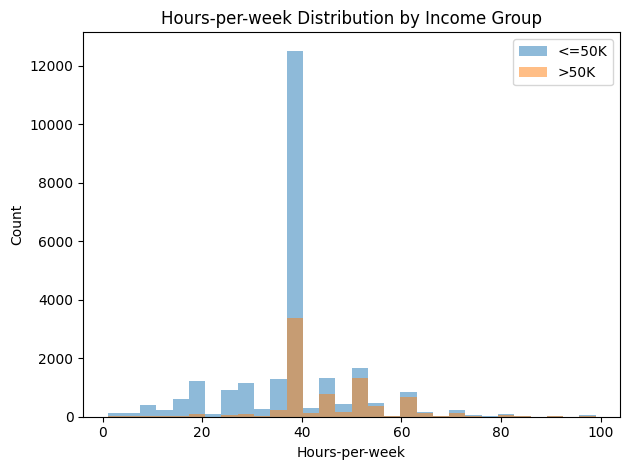 Hours-per-week Distribution by Income Group
<=50K
>50K
Count
12000
10000
8000
6000
4000
2000
0
0 20 40 60 80 100
Hours-per-week